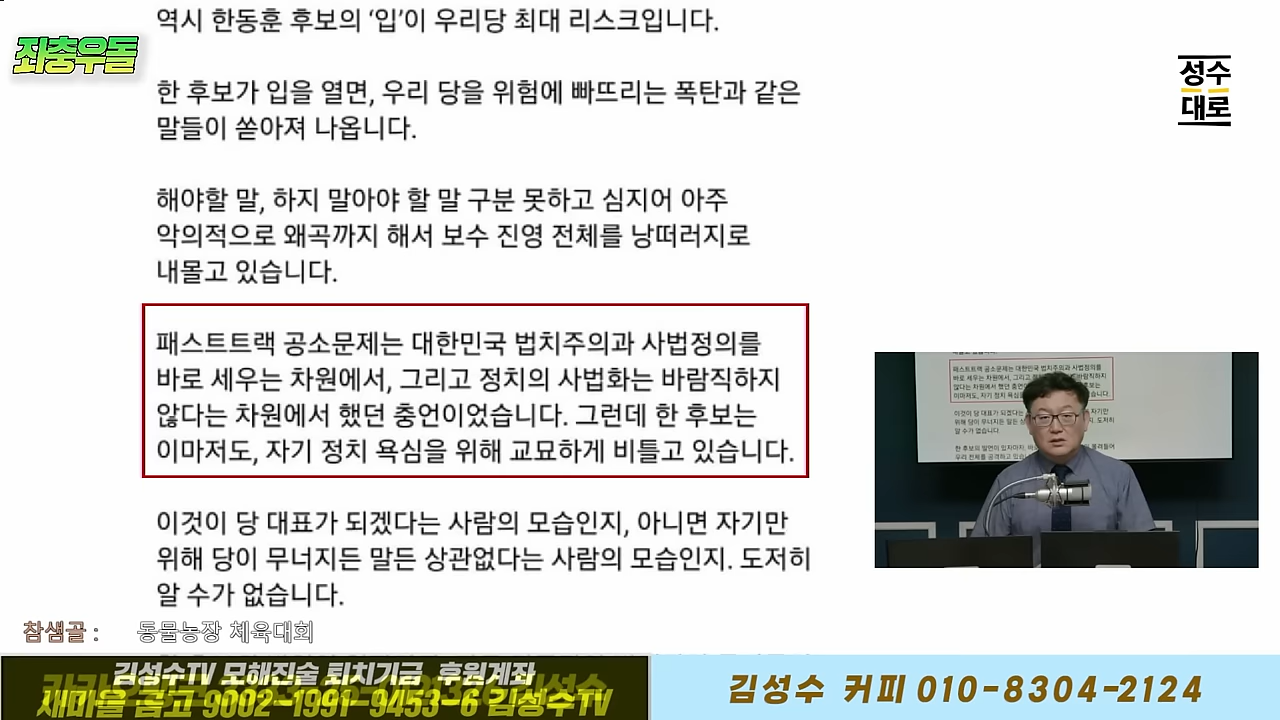 역시 한동훈 후보의 ‘입’이 우리당 최대 리스크입니다.
좌충우돌
성수
대로
한 후보가 입을 열면, 우리 당을 위험에 빠뜨리는 폭탄과 같은
말들이 쏟아져 나옵니다.
해야할 말, 하지 말아야 할 말 구분 못하고 심지어 아주
악의적으로 왜곡까지 해서 보수 진영 전체를 낭떠러지로
내몰고 있습니다.
패스트트랙 공소문제는 대한민국 법치주의과 사법정의를
바로 세우는 차원에서, 그리고 정치의 사법화는 바람직하지
않다는 차원에서 했던 충언이었습니다. 그런데 한 후보는
이마저도, 자기 정치 욕심을 위해 교묘하게 비틀고 있습니다.
이것이 당 대표가 되겠다는 사람의 모습인지, 아니면 자기만
위해 당이 무너지든 말든 상관없다는 사람의 모습인지. 도저히
알 수가 없습니다.
참샘골 : 동물농장 체육대회
김성수TV 모해진술 퇴치기금 후원계좌
새마을 금고 9002-1991-9453-6 김성수TV
김성수 커피 010-8304-2124